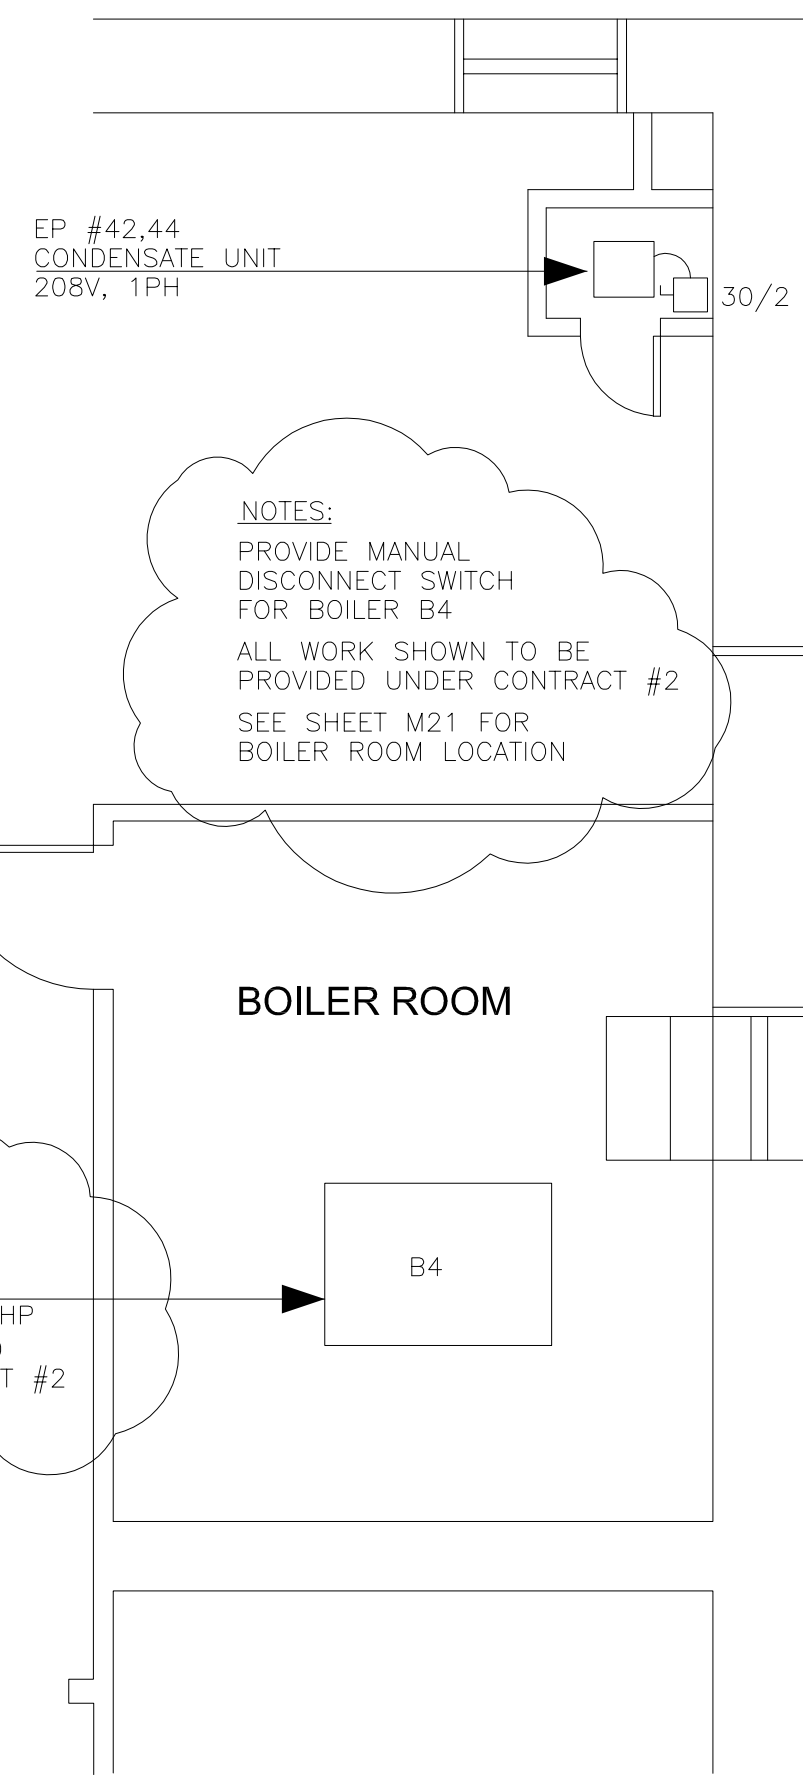 EP #42,44
CONDENSATE UNIT
208V, 1PH
30/2
NOTES:
PROVIDE MANUAL
DISCONNECT SWITCH
FOR BOILER B4
ALL WORK SHOWN TO BE
PROVIDED UNDER CONTRACT #2
SEE SHEET M21 FOR
BOILER ROOM LOCATION
BOILER ROOM
B4
HP
T #2